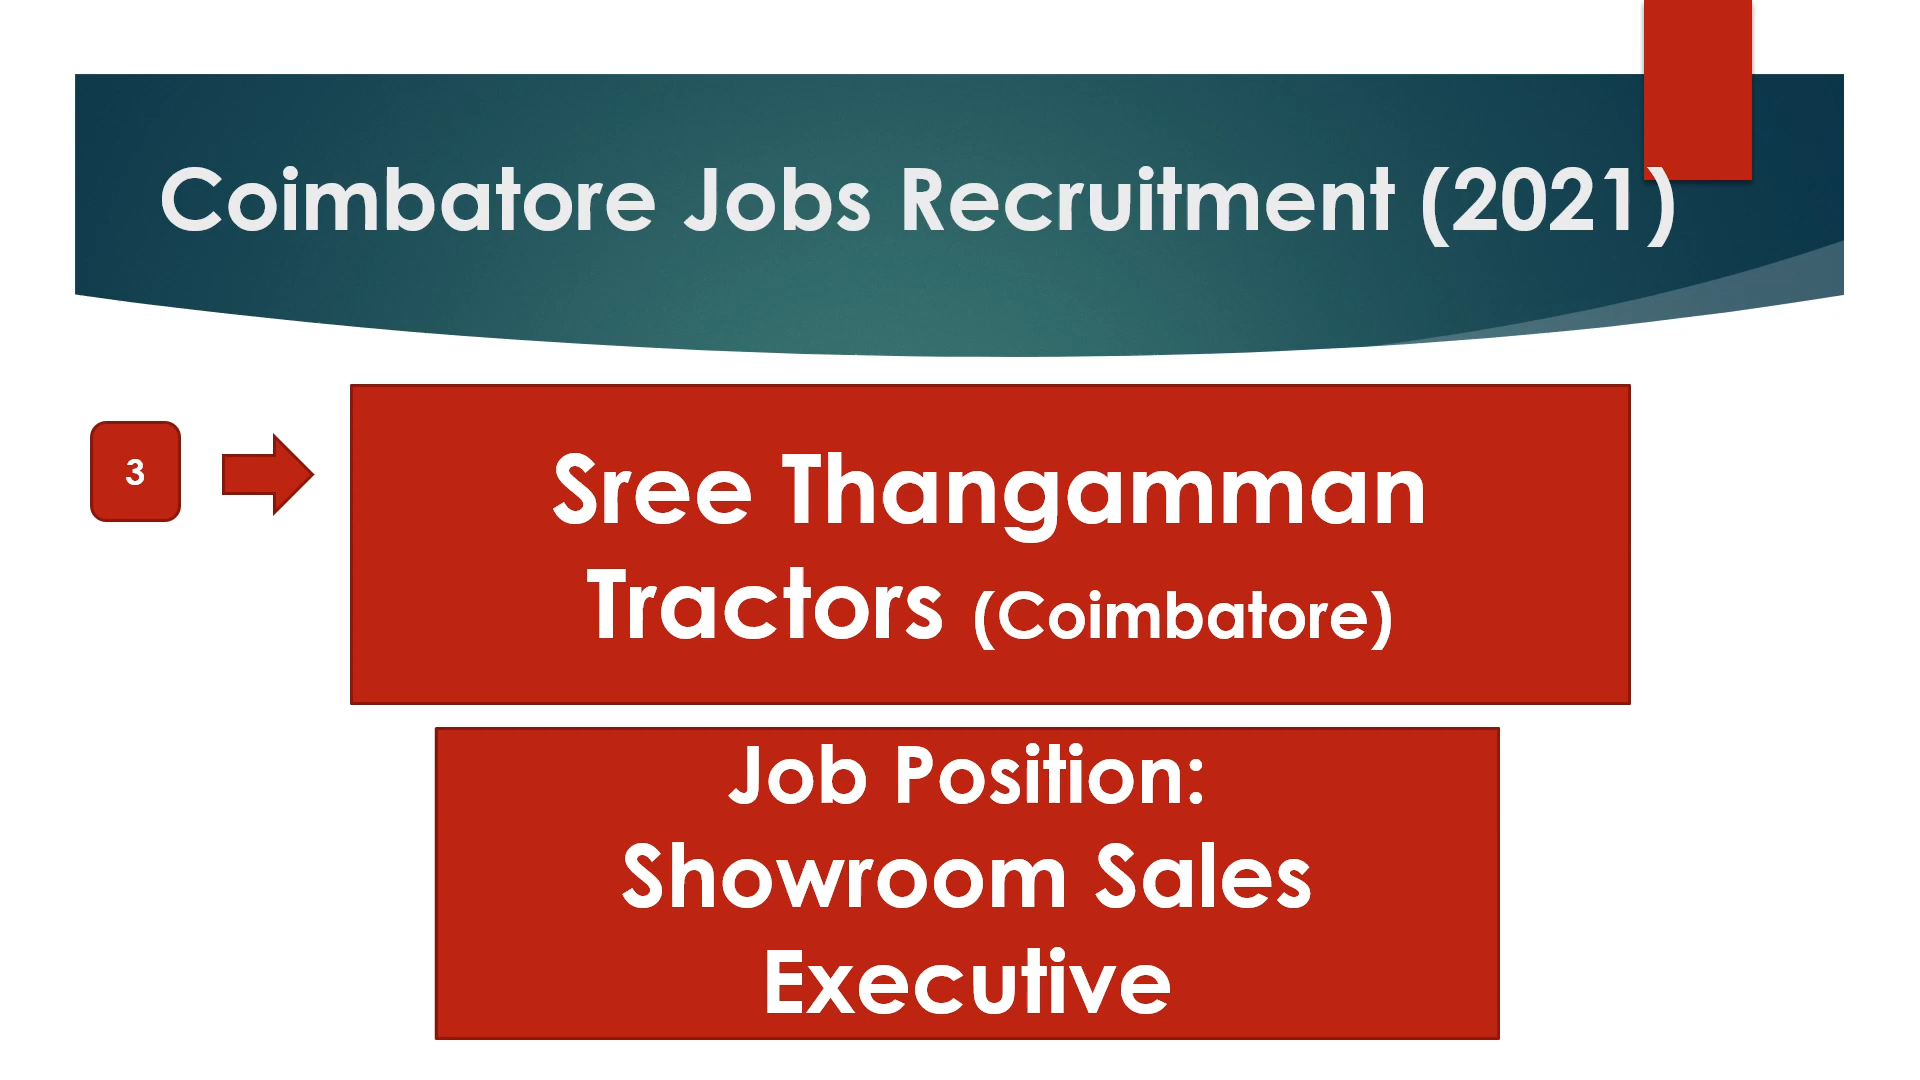 Coimbatore Jobs Recruitment (2021)
3
Sree Thangamman
Tractors (Coimbatore)
Job Position:
Showroom Sales
Executive